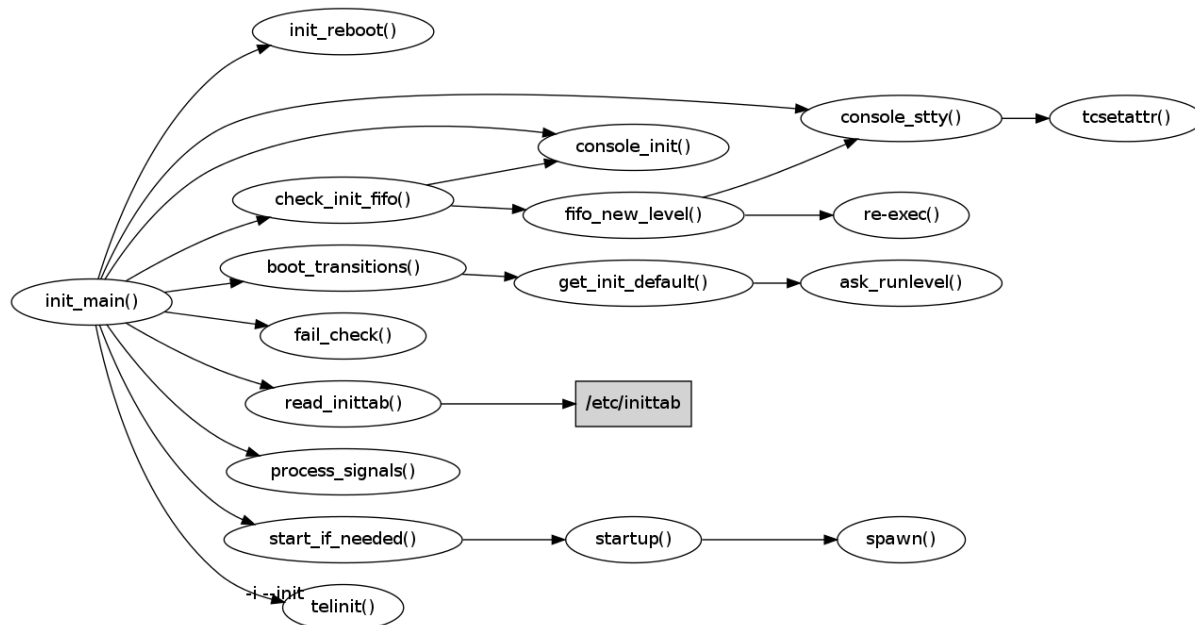 init_reboot()
console_stty()
tcsetattr()
console_init()
check_init_fifo()
fifo_new_level()
re-exec()
boot_transitions()
get_init_default()
ask_runlevel()
init_main()
fail_check()
read_inittab()
/etc/inittab
process_signals()
start_if_needed()
startup()
spawn()
-i --init
telinit()